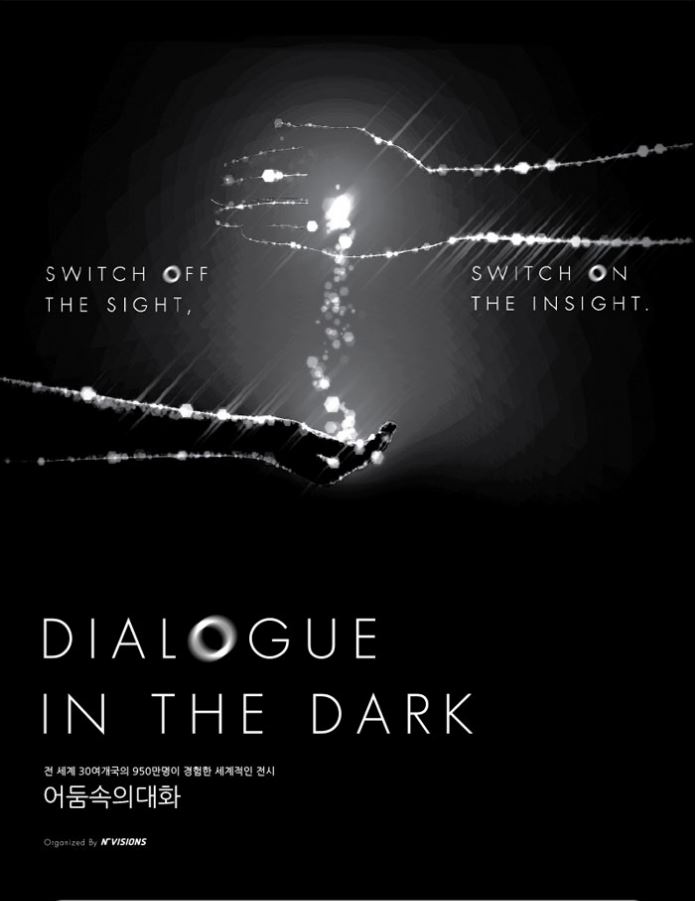 SWITCH OFF
THE SIGHT,
SWITCH ON
THE INSIGHT.
DIALOGUE
IN THE DARK
전 세계 30여개국의 950만명이 경험한 세계적인 전시
어둠속의대화
Organized By N'VISIONS